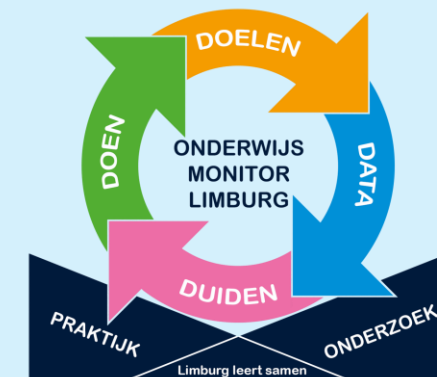 DOELEN
DOEN
ONDERWIJS
MONITOR
LIMBURG
DATA
DUIDEN
PRAKTIJK
ONDERZOEK
Limburg leert samen